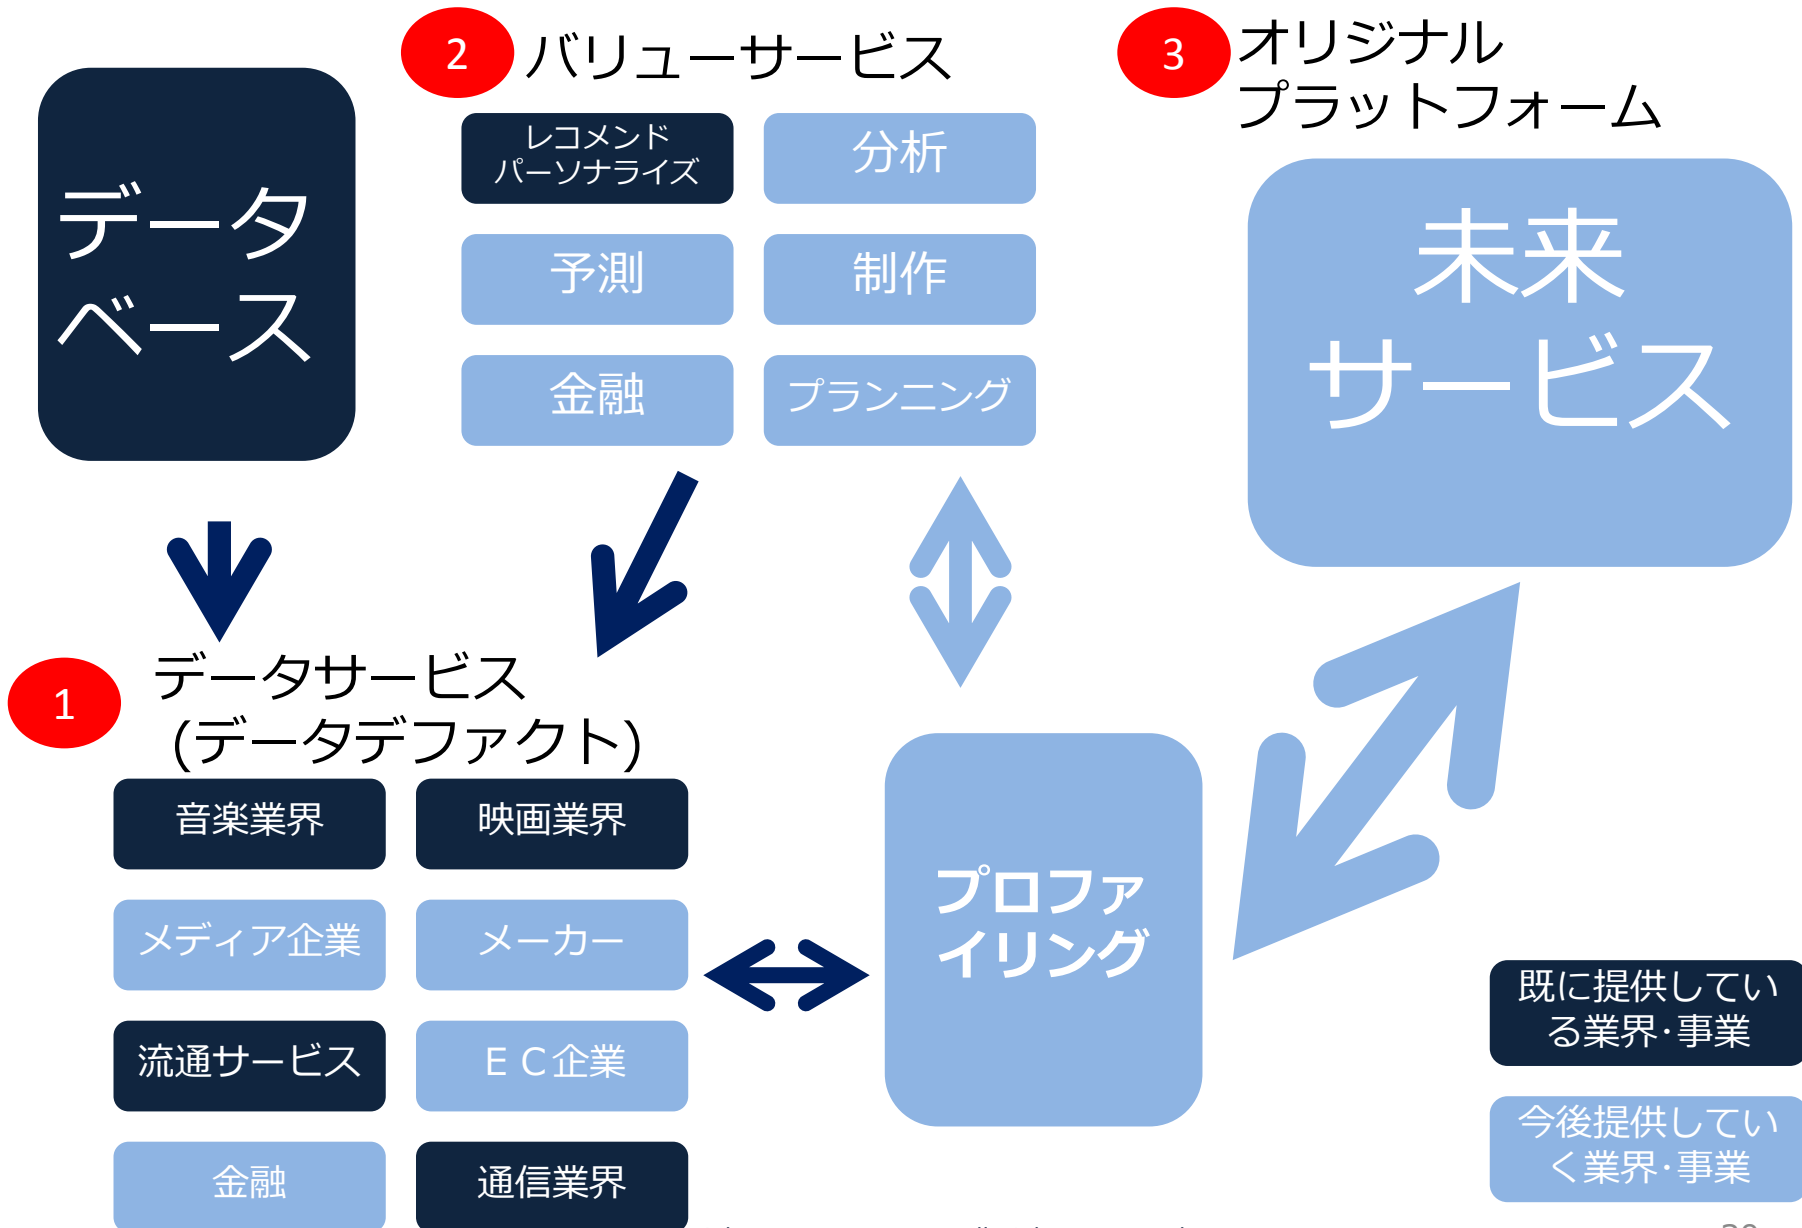 2
バリューサービス
3
オリジナル
プラットフォーム
データ
ベース
レコメンド
パーソナライズ
分析
予測
制作
金融
プランニング
未来
サービス
1
データサービス
(データデファクト)
音楽業界
映画業界
メディア企業
メーカー
流通サービス
ＥＣ企業
金融
通信業界
プロファ
イリング
既に提供してい
る業界･事業
今後提供してい
く業界･事業